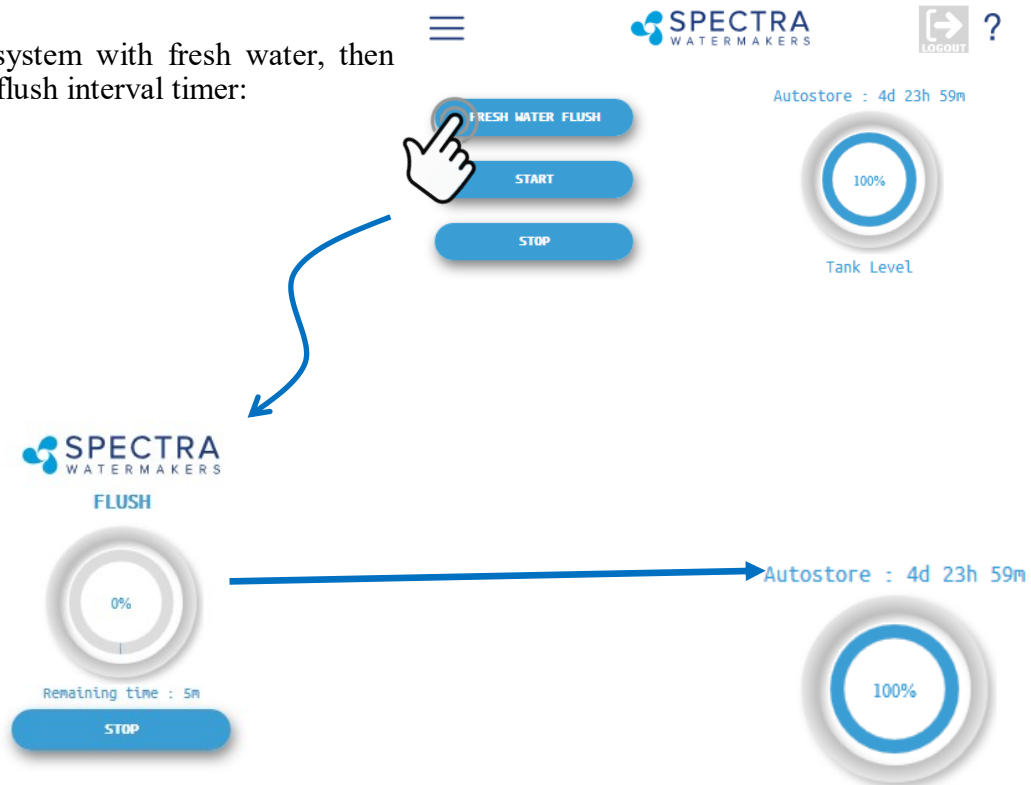 system with fresh water, then
flush interval timer:
SPECTRA
WATERMAKERS
LOGOUT
?
FRESH WATER FLUSH
START
STOP
Autostore : 4d 23h 59m
100%
Tank Level
SPECTRA
WATERMAKERS
FLUSH
0%
Remaining time : 5m
STOP
Autostore : 4d 23h 59m
100%